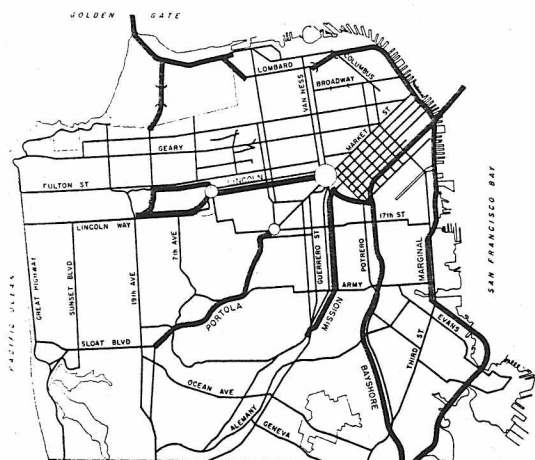 GOLDEN GATE
LOMBARD
COLUMBUS
VAN NESS
BROADWAY
MARKET ST
GEARY
FULTON ST
LINCOLN
LINCOLN WAY
17th ST
7th AVE
19th AVE
GREAT HIGHWAY
SUNSET BLVD
PACIFIC OCEAN
SAN FRANCISCO BAY
GUERRERO ST
POTRERO
MARGINAL
ARMY
MISSION
PORTOLA
EVANS
THIRD ST
SLOAT BLVD
BAYSHORE
OCEAN AVE
ALEMANY
GENEVA